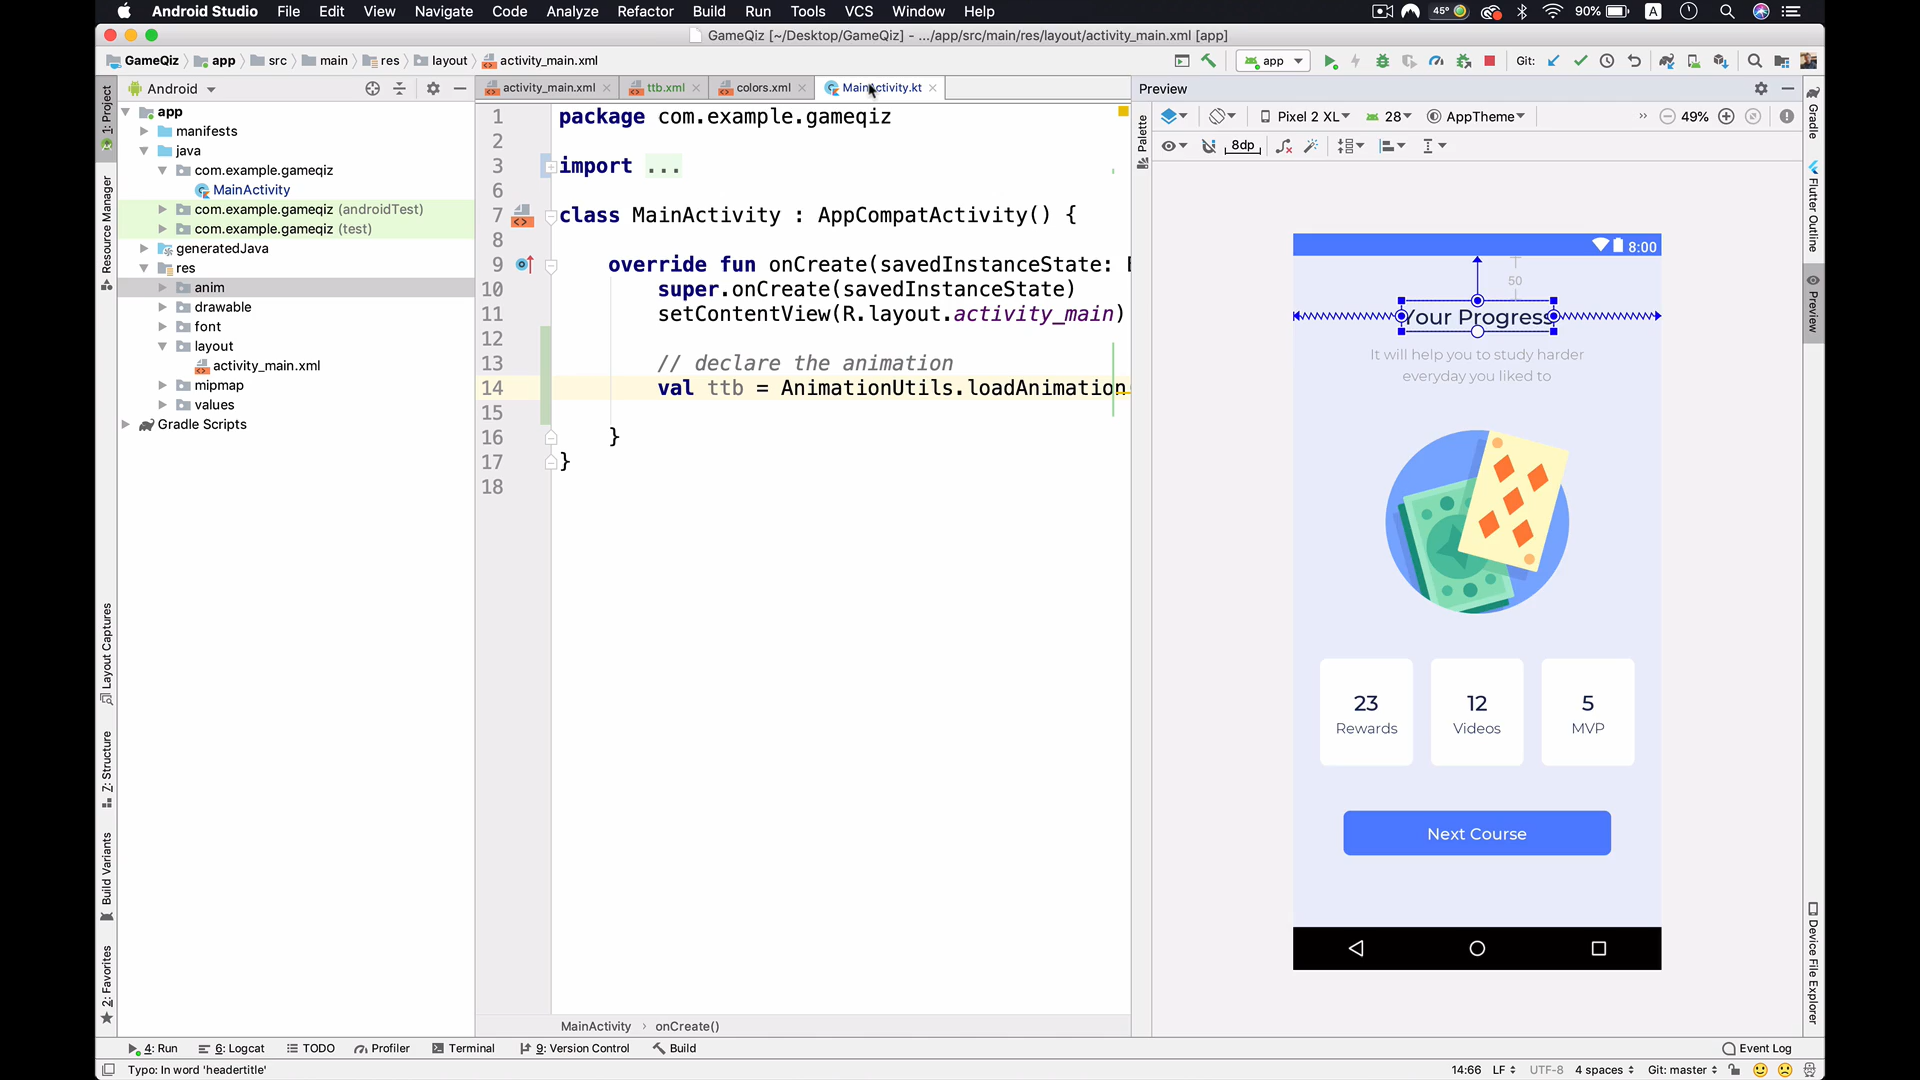 Android Studio File Edit View Navigate Code Analyze Refactor Build Run Tools VCS Window Help 45° 90% A
GameQiz [~/Desktop/GameQiz] - .../app/src/main/res/layout/activity_main.xml [app]
GameQiz app src main res layout activity_main.xml app Git:
Android activity_main.xml ttb.xml colors.xml MainActivity.kt Preview
1: Project
Resource Manager
Layout Captures
Z: Structure
Build Variants
2: Favorites
app
manifests
java
com.example.gameqiz
MainActivity
com.example.gameqiz (androidTest)
com.example.gameqiz (test)
generatedJava
res
anim
drawable
font
layout
activity_main.xml
mipmap
values
Gradle Scripts
1 package com.example.gameqiz
2
3 import ...
6
7 class MainActivity : AppCompatActivity() {
8
9 override fun onCreate(savedInstanceState:
10 super.onCreate(savedInstanceState)
11 setContentView(R.layout.activity_main)
12
13 // declare the animation
14 val ttb = AnimationUtils.loadAnimation
15
16 }
17 }
18
MainActivity › onCreate()
Palette
Pixel 2 XL 28 AppTheme 49%
8dp
8:00
50
Your Progress
It will help you to study harder
everyday you liked to
23 12 5
Rewards Videos MVP
Next Course
Gradle
Flutter Outline
Preview
Device File Explorer
4: Run 6: Logcat TODO Profiler Terminal 9: Version Control Build Event Log
Typo: In word 'headertitle' 14:66 LF UTF-8 4 spaces Git: master